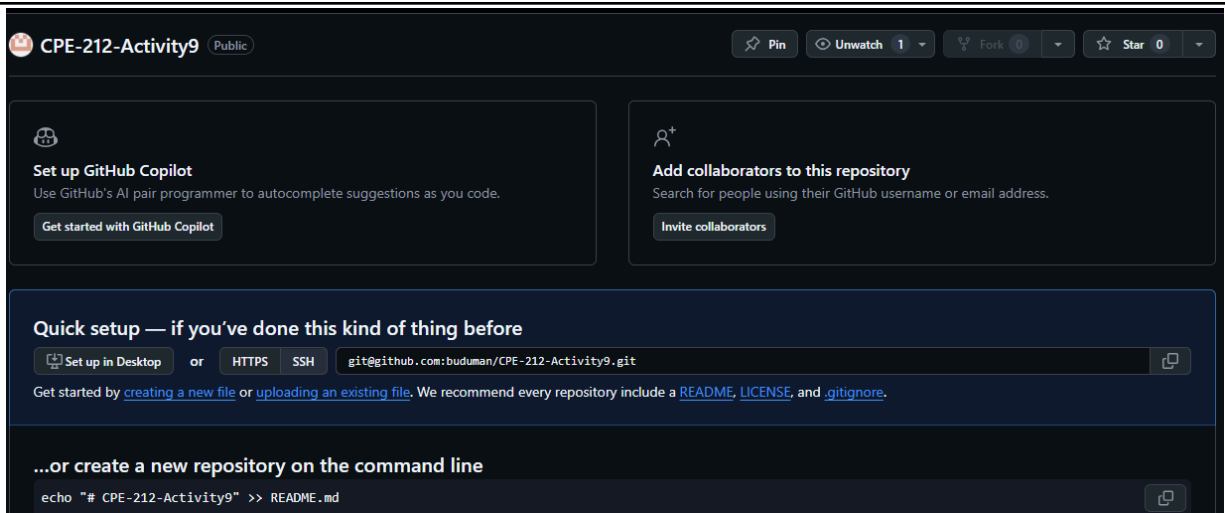 CPE-212-Activity9 Public Pin Unwatch 1 Fork 0 Star 0
Set up GitHub Copilot
Use GitHub's AI pair programmer to autocomplete suggestions as you code.
Get started with GitHub Copilot
Add collaborators to this repository
Search for people using their GitHub username or email address.
Invite collaborators
Quick setup — if you've done this kind of thing before
Set up in Desktop or HTTPS SSH git@github.com:buduman/CPE-212-Activity9.git
Get started by creating a new file or uploading an existing file. We recommend every repository include a README, LICENSE, and .gitignore.
...or create a new repository on the command line
echo "# CPE-212-Activity9" >> README.md